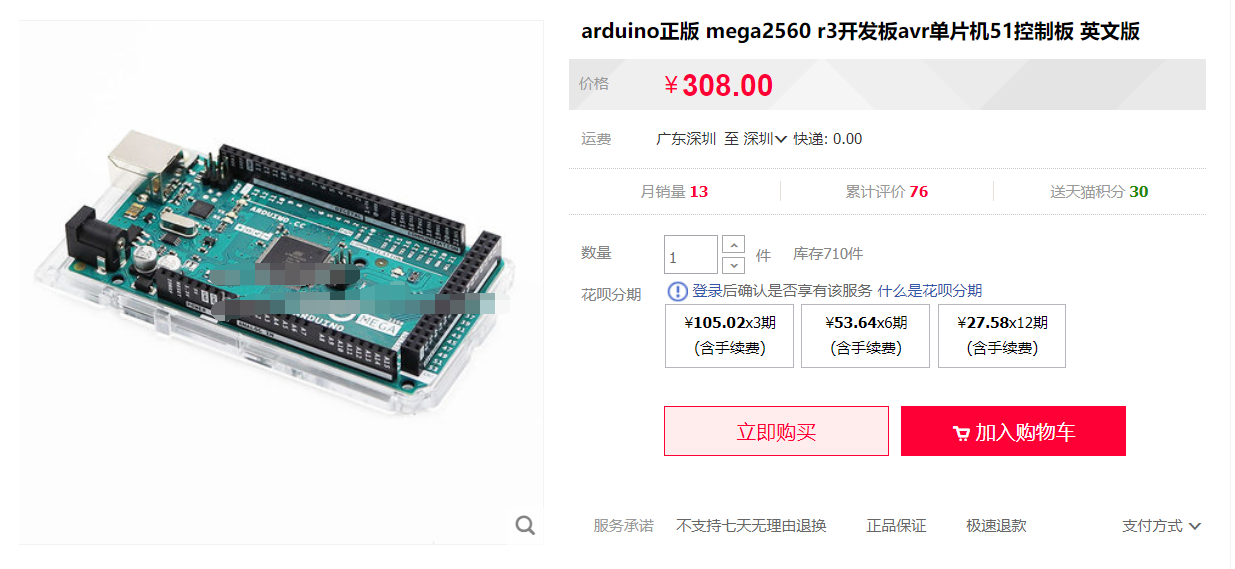 arduino正版 mega2560 r3开发板avr单片机51控制板 英文版
价格 ¥308.00
运费 广东深圳 至 深圳 快递: 0.00
月销量 13 累计评价 76 送天猫积分 30
数量 1 件 库存710件
花呗分期 登录后确认是否享有该服务 什么是花呗分期
¥105.02x3期 ¥53.64x6期 ¥27.58x12期
(含手续费) (含手续费) (含手续费)
立即购买 加入购物车
服务承诺 不支持七天无理由退换 正品保证 极速退款 支付方式
ARDUINO.CC
ARDUINO
MEGA
ANALOG IN